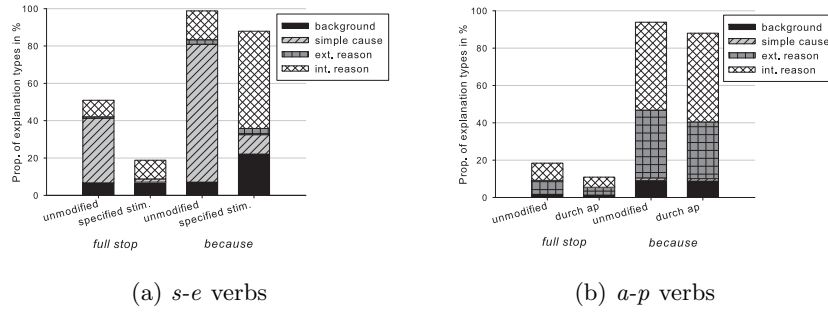 100
80
60
40
20
0
Prop. of explanation types in %
background
simple cause
ext. reason
int. reason
unmodified
specified stim.
unmodified
specified stim.
full stop
because
(a) s-e verbs
100
80
60
40
20
0
Prop. of explanation types in %
background
simple cause
ext. reason
int. reason
unmodified
durch ap
unmodified
durch ap
full stop
because
(b) a-p verbs